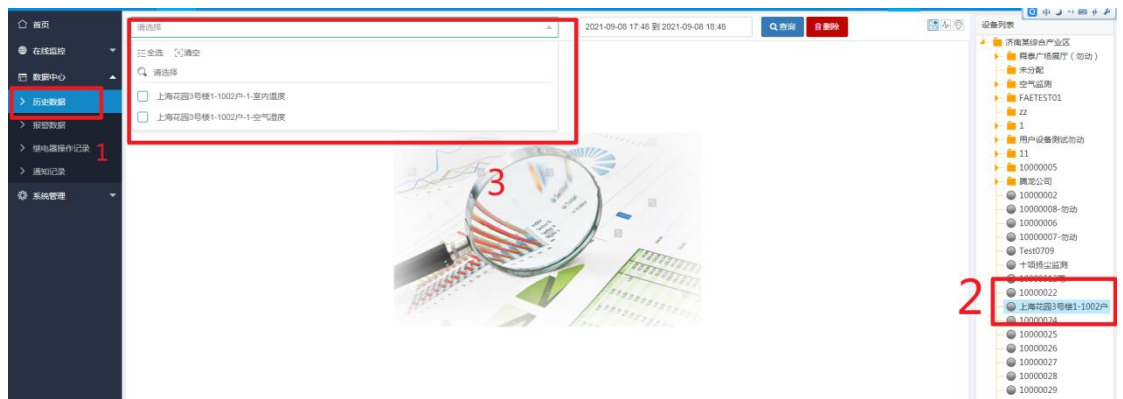 首页
在线监控
数据中心
历史数据
报警数据
继电器操作记录
通知记录
系统管理
1
请选择
2021-09-08 17:48 到 2021-09-08 18:48
查询
删除
全选 清空
请选择
上海花园3号楼1-1002户-1-室内温度
上海花园3号楼1-1002户-1-空气湿度
3
中
设备列表
济南某综合产业区
舜泰广场展厅（勿动）
未分配
空气监测
FAETEST01
zz
1
用户设备测试勿动
11
10000005
腾龙公司
10000002
10000008-勿动
10000006
10000007-勿动
Test0709
十项扬尘监测
10000022
上海花园3号楼1-1002户
10000024
10000025
10000026
10000027
10000028
10000029
2